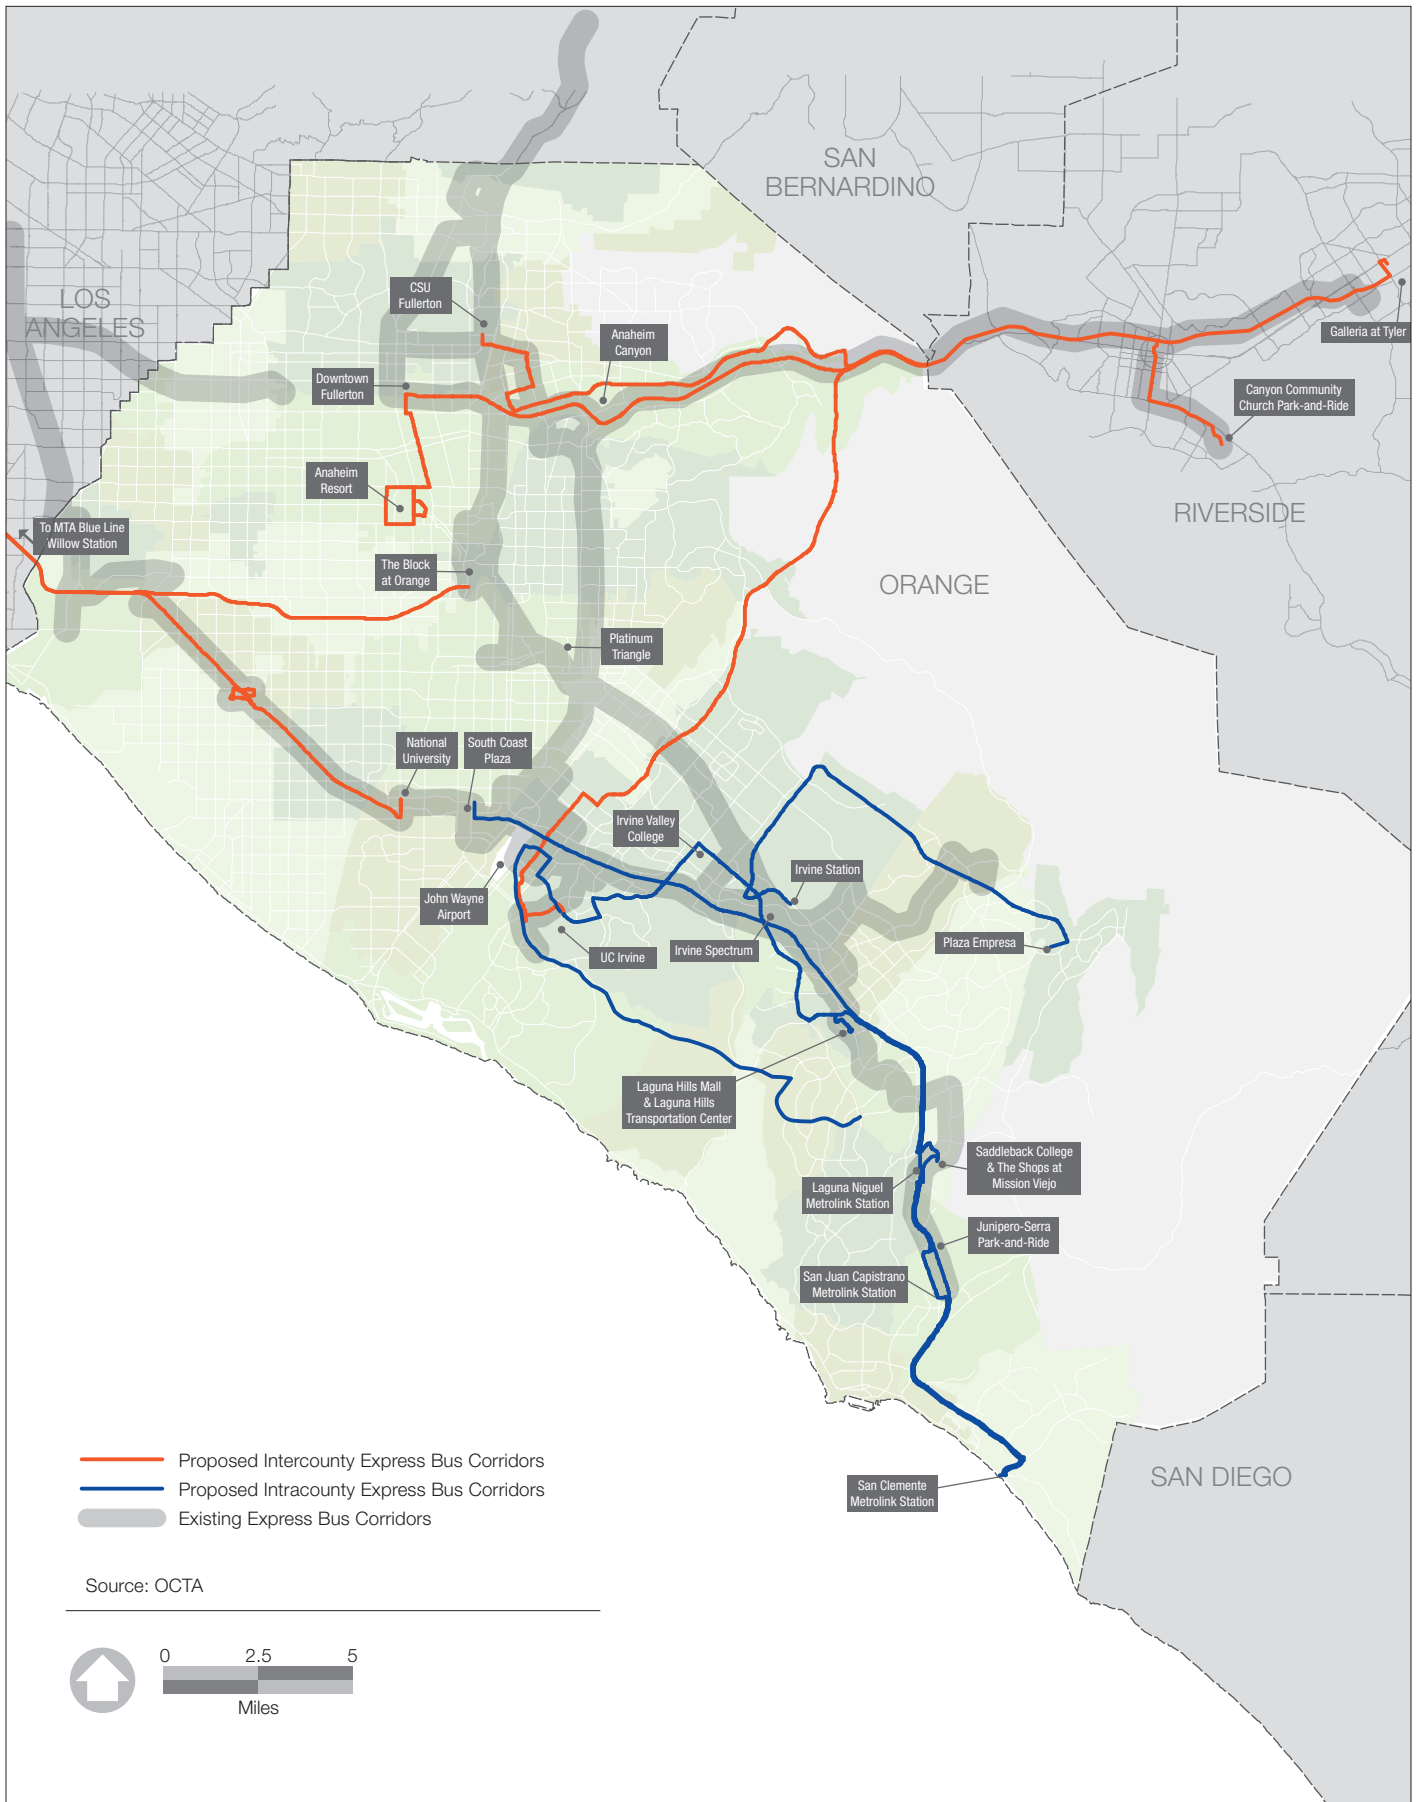 SAN
BERNARDINO
LOS
ANGELES
CSU
Fullerton
Anaheim
Canyon
Galleria at Tyler
Downtown
Fullerton
Canyon Community
Church Park-and-Ride
Anaheim
Resort
RIVERSIDE
To MTA Blue Line
Willow Station
The Block
at Orange
ORANGE
Platinum
Triangle
National
University
South Coast
Plaza
Irvine Valley
College
Irvine Station
John Wayne
Airport
UC Irvine
Irvine Spectrum
Plaza Empresa
Laguna Hills Mall
& Laguna Hills
Transportation Center
Saddleback College
& The Shops at
Mission Viejo
Laguna Niguel
Metrolink Station
Junipero-Serra
Park-and-Ride
San Juan Capistrano
Metrolink Station
San Clemente
Metrolink Station
SAN DIEGO
Proposed Intercounty Express Bus Corridors
Proposed Intracounty Express Bus Corridors
Existing Express Bus Corridors
Source: OCTA
0 2.5 5
Miles